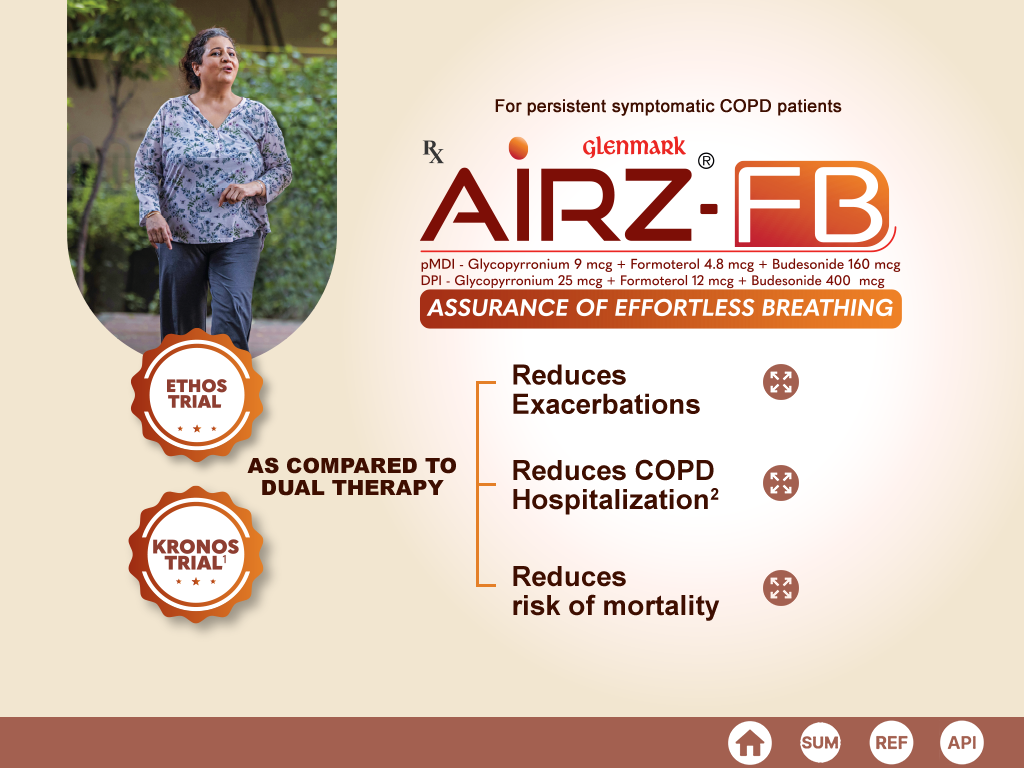 For persistent symptomatic COPD patients
Rx
glenmark
AIRZ-FB®
pMDI - Glycopyrronium 9 mcg + Formoterol 4.8 mcg + Budesonide 160 mcg
DPI - Glycopyrronium 25 mcg + Formoterol 12 mcg + Budesonide 400 mcg
ASSURANCE OF EFFORTLESS BREATHING
ETHOS
TRIAL
AS COMPARED TO
DUAL THERAPY
KRONOS
TRIAL¹
Reduces
Exacerbations
Reduces COPD
Hospitalization²
Reduces
risk of mortality
SUM
REF
API